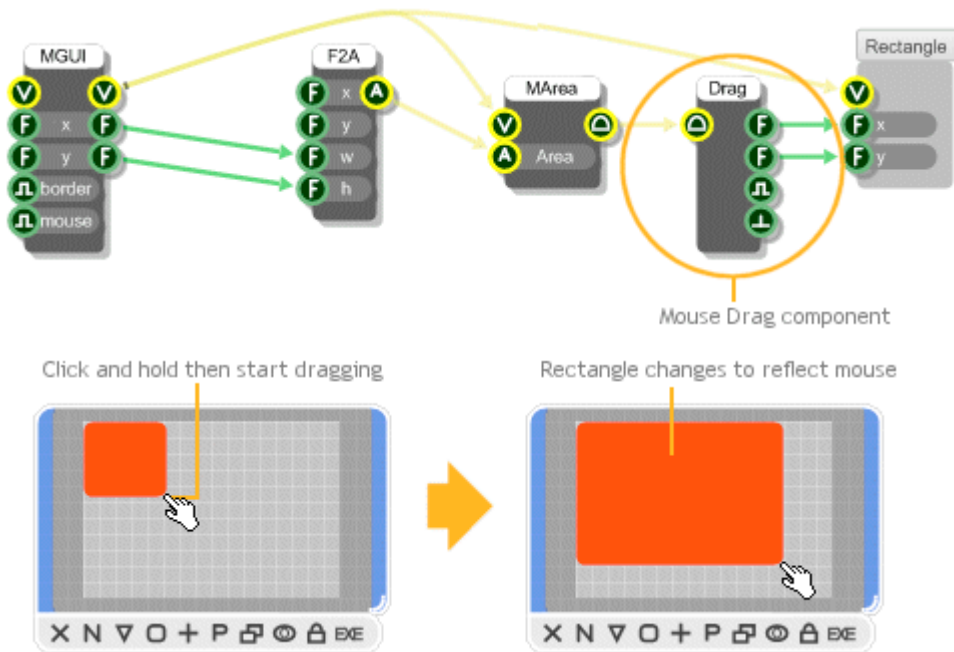 MGUI
V V
F x F
F y F
border
mouse
F2A
F x A
F y
F w
F h
MArea
V
A Area
Drag
F
F
Rectangle
V
F x
F y
Mouse Drag component
Click and hold then start dragging
Rectangle changes to reflect mouse
N P EXE
N P EXE